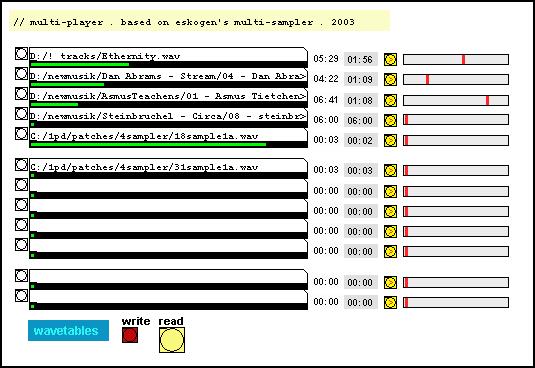 // multi-player . based on eskogen's multi-sampler . 2003
D:/! tracks/Ethernity.wav 05:29 01:56
D:/newmusik/Dan Abrams - Stream/04 - Dan Abra> 04:22 01:09
D:/newmusik/AsmusTeachens/01 - Asmus Tietchen> 06:41 01:08
D:/newmusik/Steinbruchel - Circa/08 - steinbr> 06:00 06:00
C:/1pd/patches/4sampler/18sample1a.wav 00:03 00:02
C:/1pd/patches/4sampler/31sample1a.wav 00:03 00:03
00:00 00:00
00:00 00:00
00:00 00:00
00:00 00:00
00:00 00:00
00:00 00:00
write read
wavetables